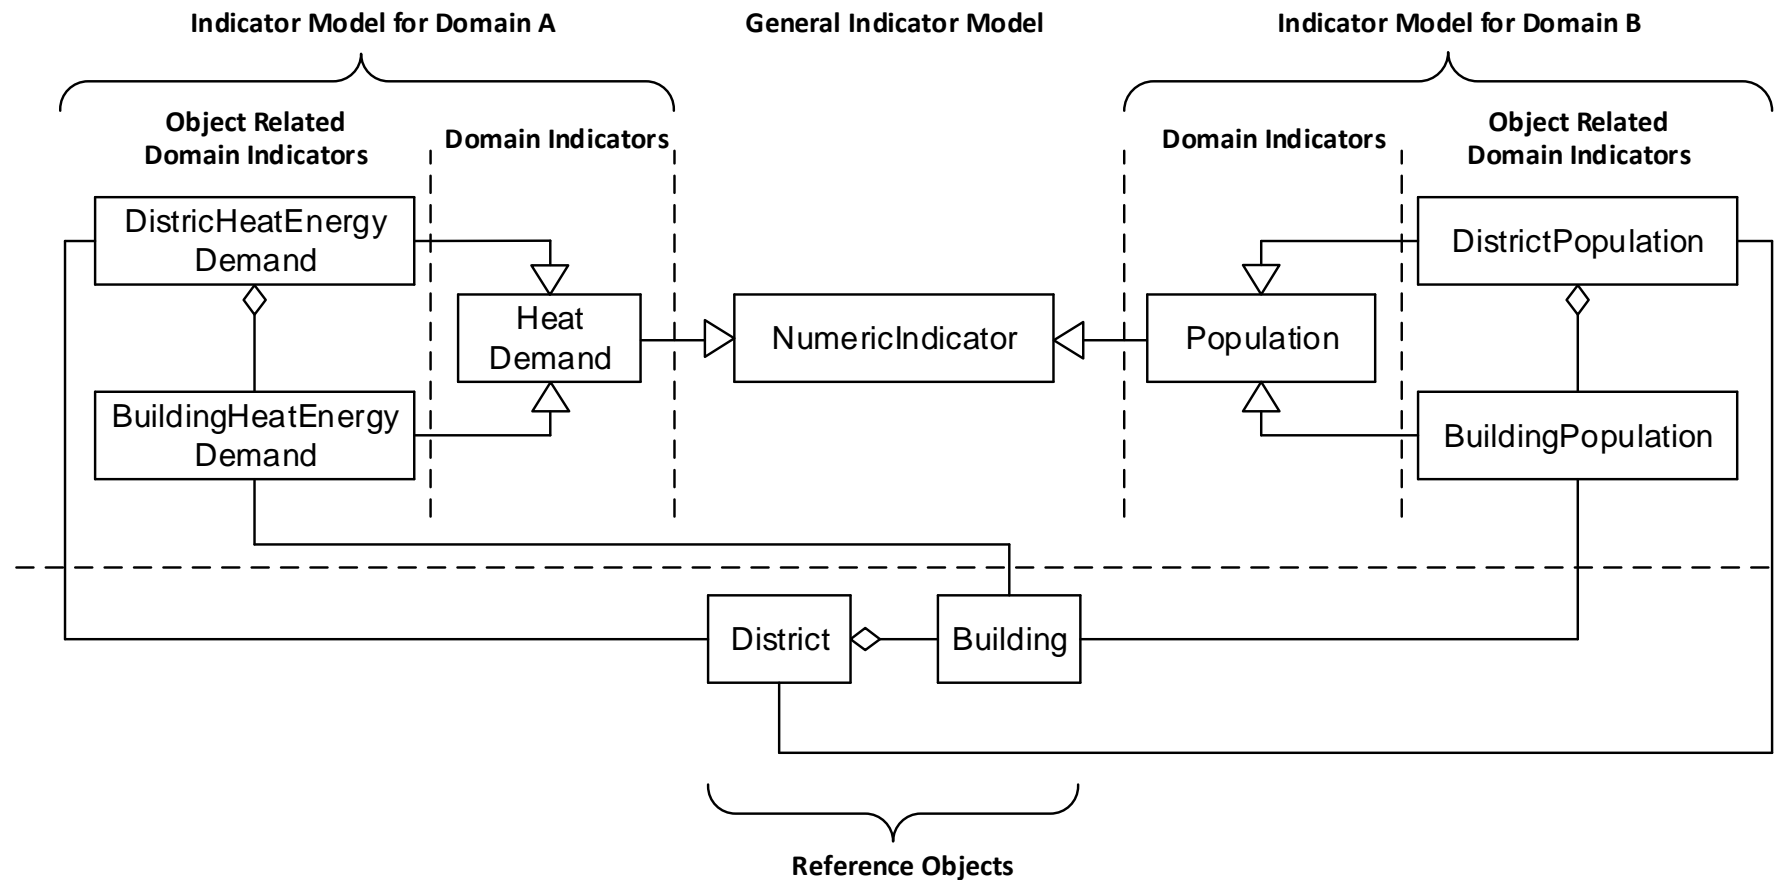 Indicator Model for Domain A
General Indicator Model
Indicator Model for Domain B
Object Related
Domain Indicators
Domain Indicators
Domain Indicators
Object Related
Domain Indicators
DistricHeatEnergy
Demand
DistrictPopulation
Heat
Demand
NumericIndicator
Population
BuildingHeatEnergy
Demand
BuildingPopulation
District
Building
Reference Objects